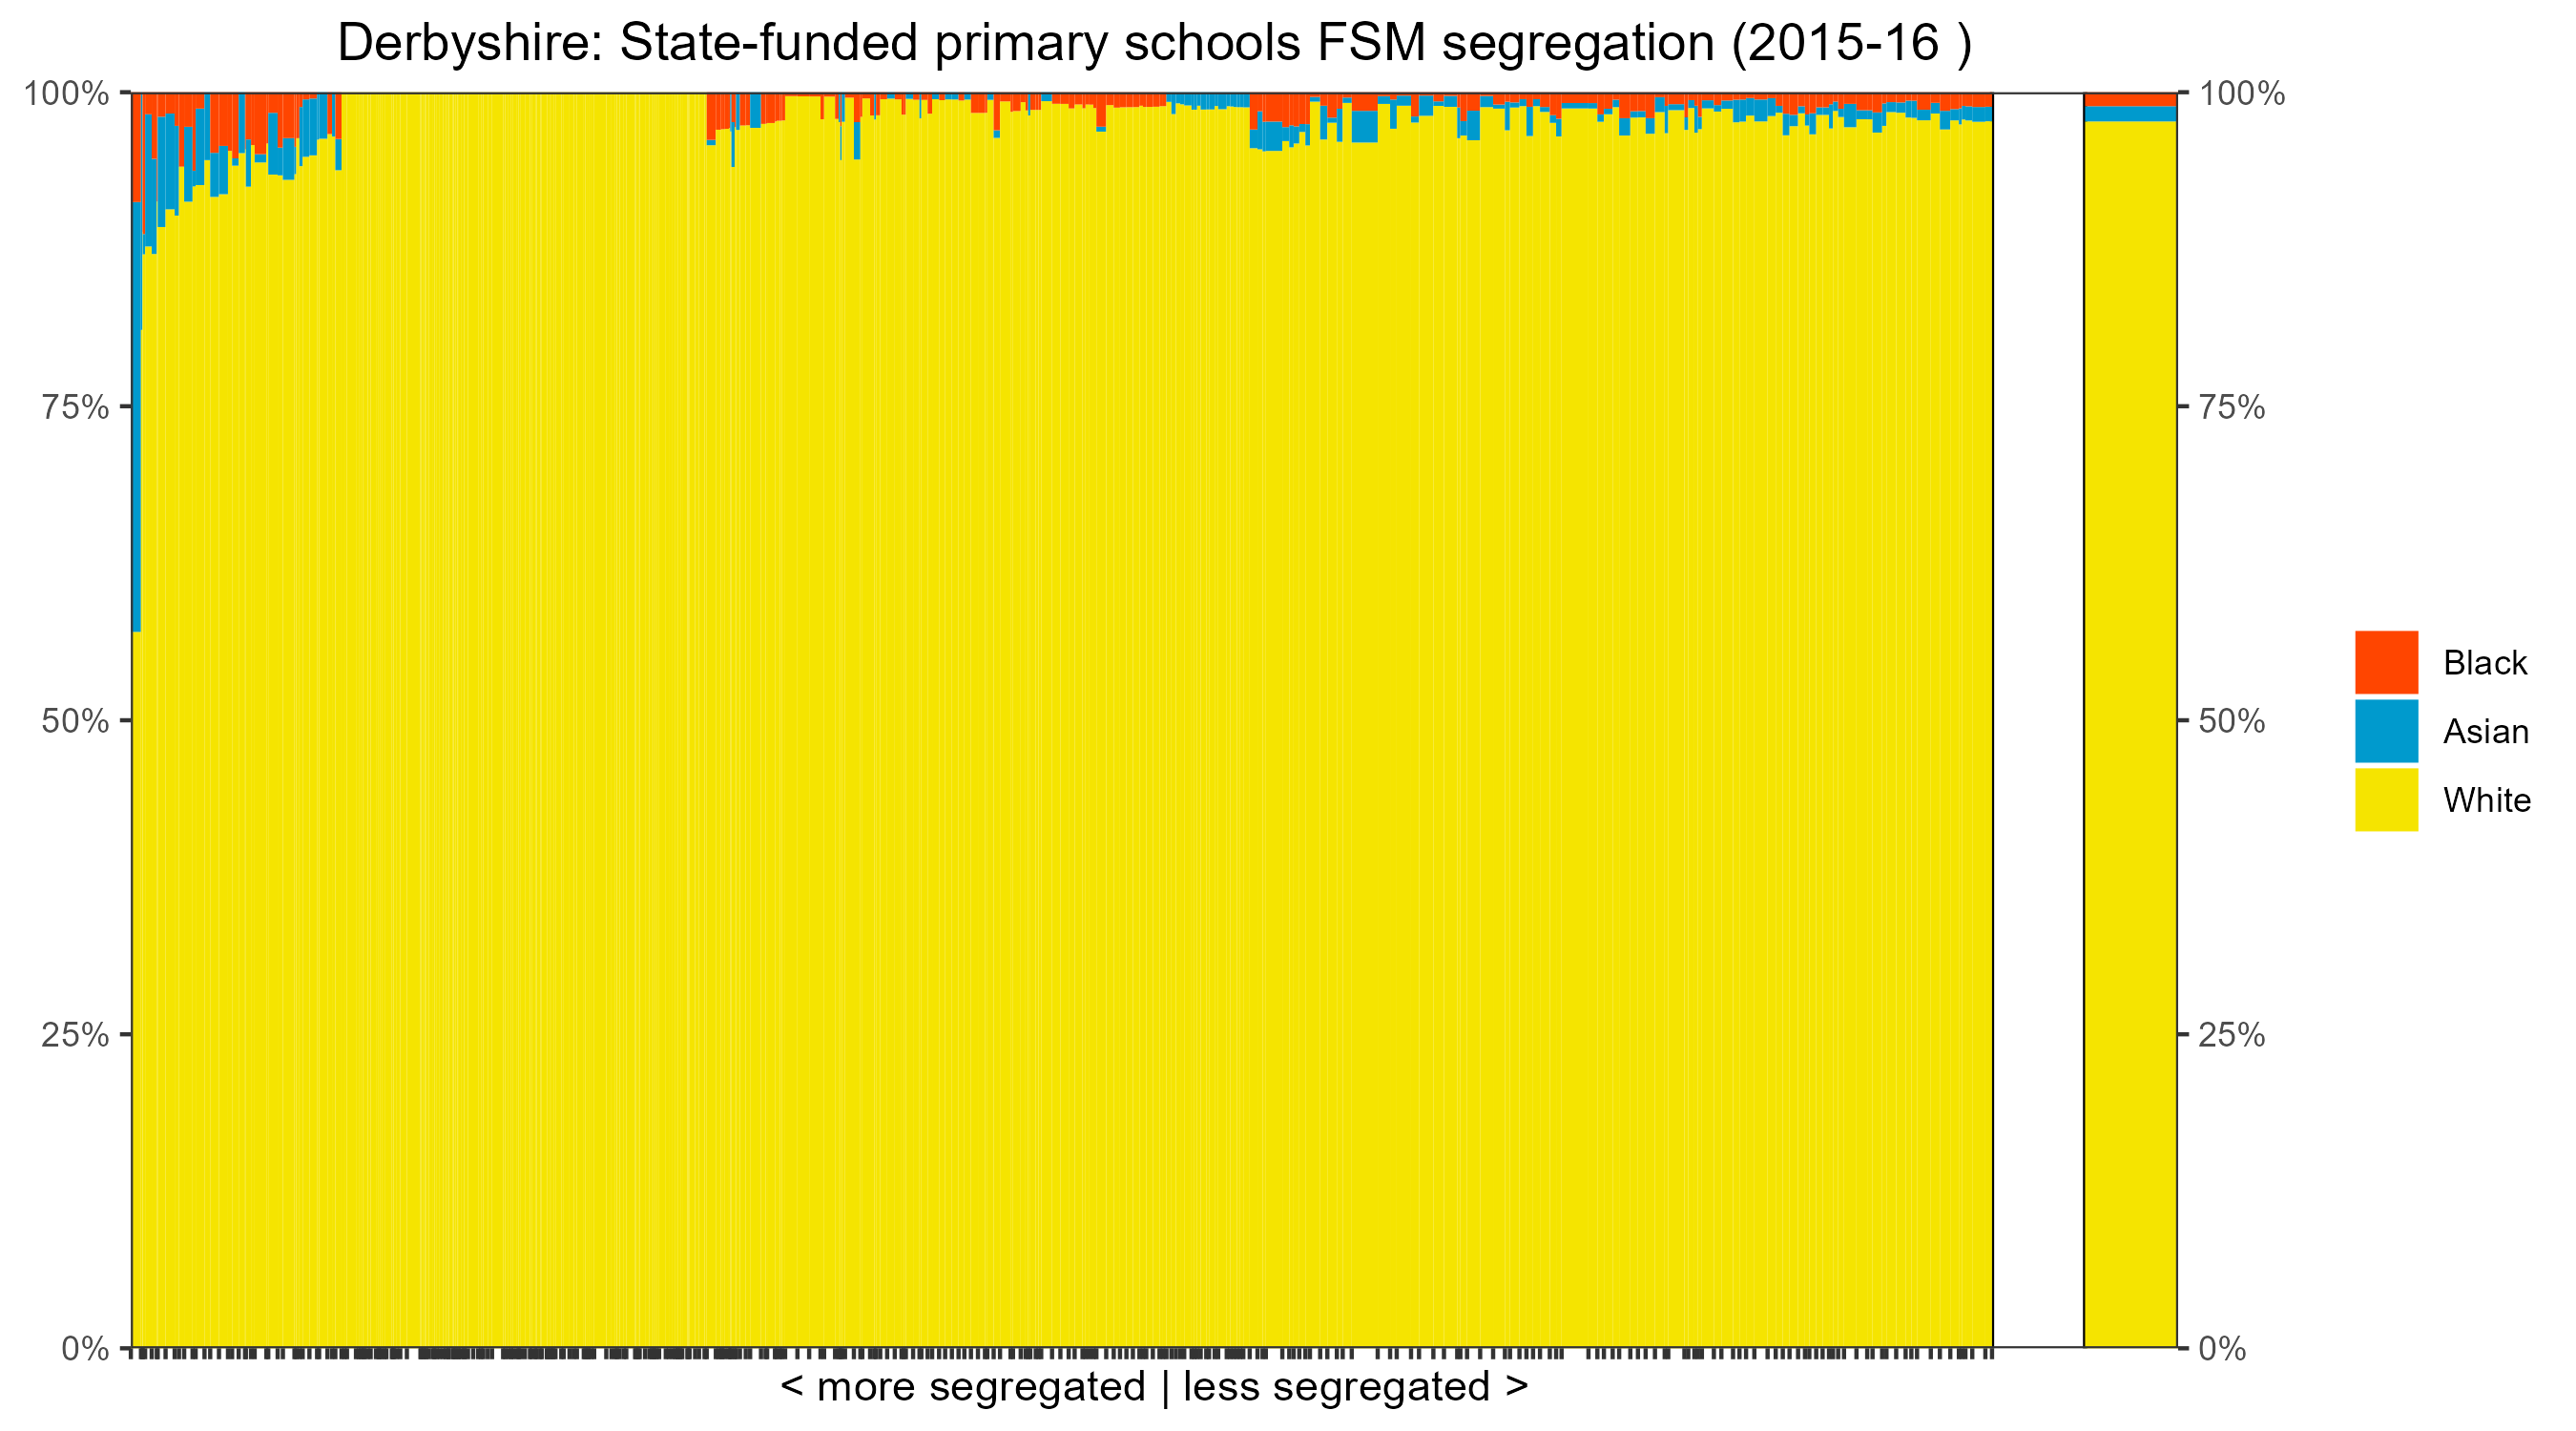 Derbyshire: State-funded primary schools FSM segregation (2015-16 )
100%
75%
50%
25%
0%
100%
75%
50%
25%
0%
Black
Asian
White
< more segregated | less segregated >